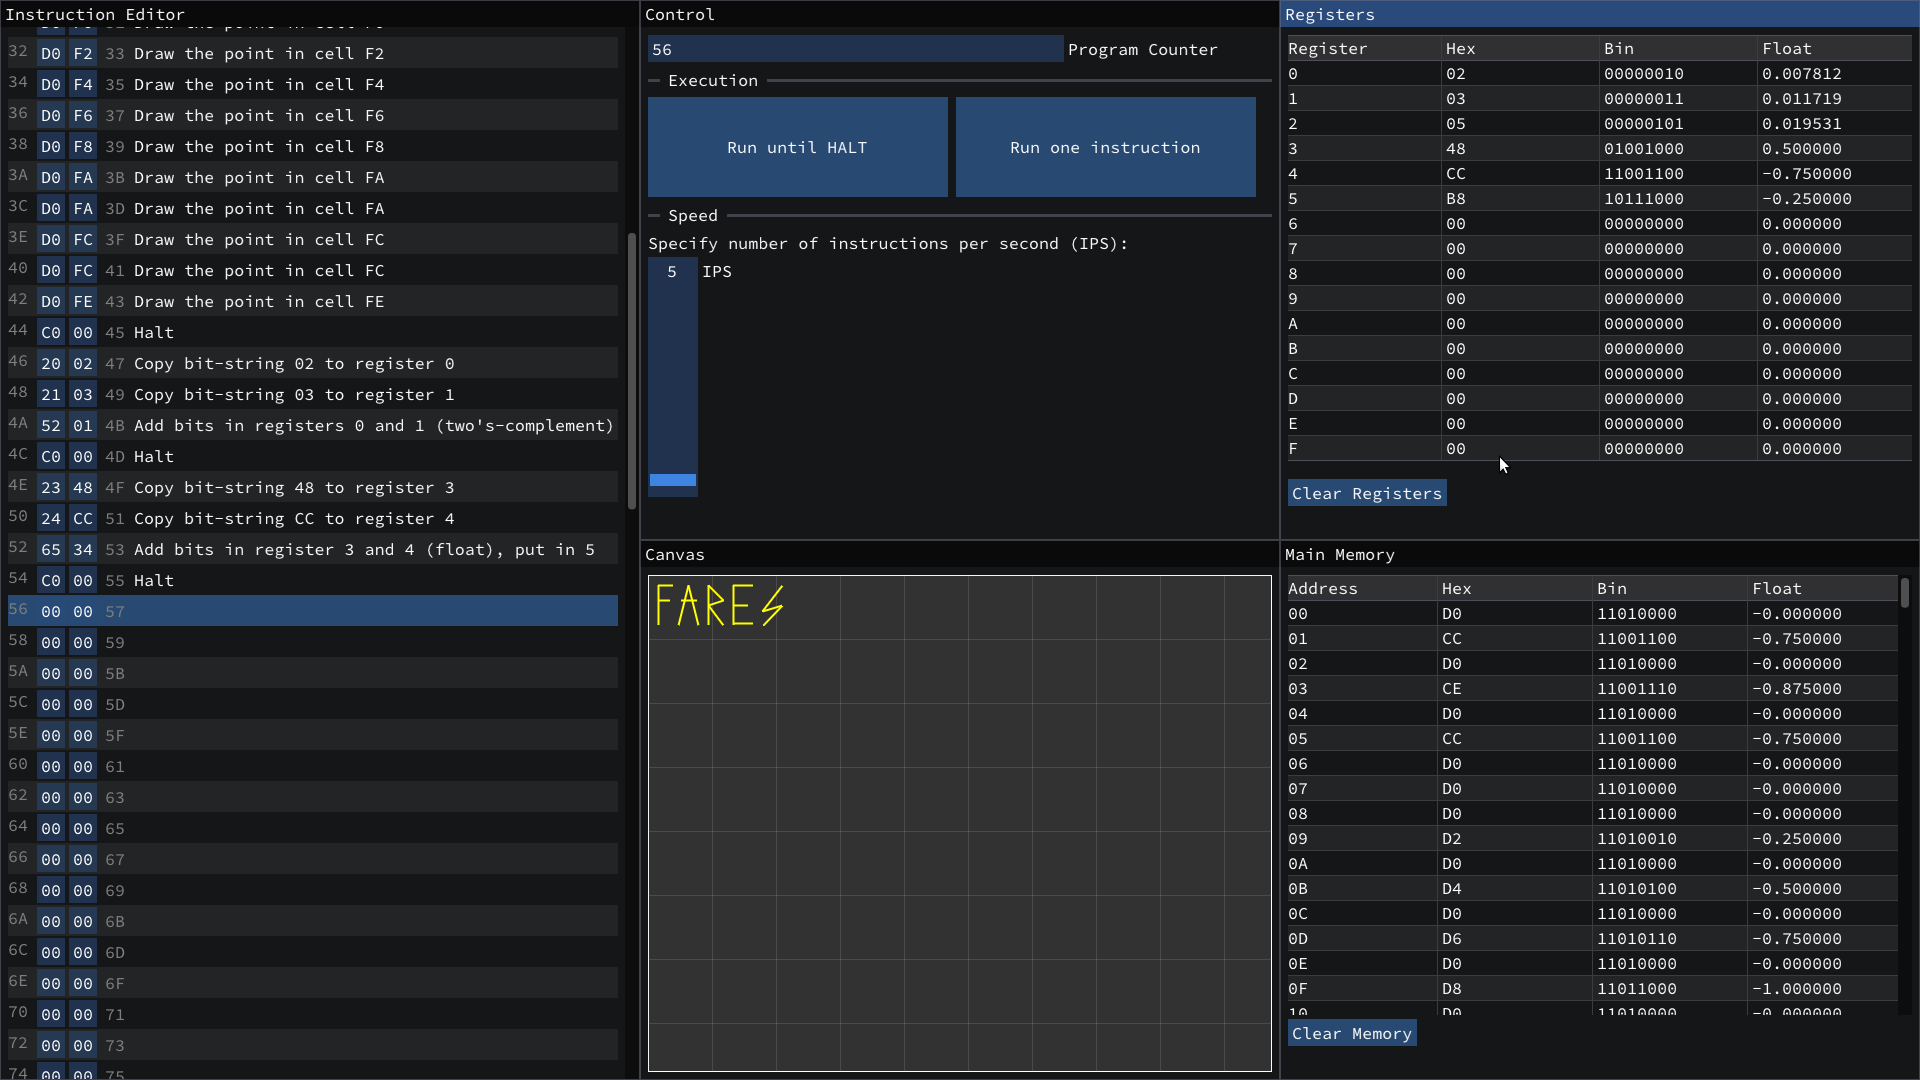 Instruction Editor
32 D0 F2 33 Draw the point in cell F2
34 D0 F4 35 Draw the point in cell F4
36 D0 F6 37 Draw the point in cell F6
38 D0 F8 39 Draw the point in cell F8
3A D0 FA 3B Draw the point in cell FA
3C D0 FA 3D Draw the point in cell FA
3E D0 FC 3F Draw the point in cell FC
40 D0 FC 41 Draw the point in cell FC
42 D0 FE 43 Draw the point in cell FE
44 C0 00 45 Halt
46 20 02 47 Copy bit-string 02 to register 0
48 21 03 49 Copy bit-string 03 to register 1
4A 52 01 4B Add bits in registers 0 and 1 (two's-complement)
4C C0 00 4D Halt
4E 23 48 4F Copy bit-string 48 to register 3
50 24 CC 51 Copy bit-string CC to register 4
52 65 34 53 Add bits in register 3 and 4 (float), put in 5
54 C0 00 55 Halt
56 00 00 57
58 00 00 59
5A 00 00 5B
5C 00 00 5D
5E 00 00 5F
60 00 00 61
62 00 00 63
64 00 00 65
66 00 00 67
68 00 00 69
6A 00 00 6B
6C 00 00 6D
6E 00 00 6F
70 00 00 71
72 00 00 73
74 00 00 75
Control
56 Program Counter
Execution
Run until HALT Run one instruction
Speed
Specify number of instructions per second (IPS):
5 IPS
Canvas
FARES
Registers
Register Hex Bin Float
0 02 00000010 0.007812
1 03 00000011 0.011719
2 05 00000101 0.019531
3 48 01001000 0.500000
4 CC 11001100 -0.750000
5 B8 10111000 -0.250000
6 00 00000000 0.000000
7 00 00000000 0.000000
8 00 00000000 0.000000
9 00 00000000 0.000000
A 00 00000000 0.000000
B 00 00000000 0.000000
C 00 00000000 0.000000
D 00 00000000 0.000000
E 00 00000000 0.000000
F 00 00000000 0.000000
Clear Registers
Main Memory
Address Hex Bin Float
00 D0 11010000 -0.000000
01 CC 11001100 -0.750000
02 D0 11010000 -0.000000
03 CE 11001110 -0.875000
04 D0 11010000 -0.000000
05 CC 11001100 -0.750000
06 D0 11010000 -0.000000
07 D0 11010000 -0.000000
08 D0 11010000 -0.000000
09 D2 11010010 -0.250000
0A D0 11010000 -0.000000
0B D4 11010100 -0.500000
0C D0 11010000 -0.000000
0D D6 11010110 -0.750000
0E D0 11010000 -0.000000
0F D8 11011000 -1.000000
10 D0 11010000 -0.000000
Clear Memory